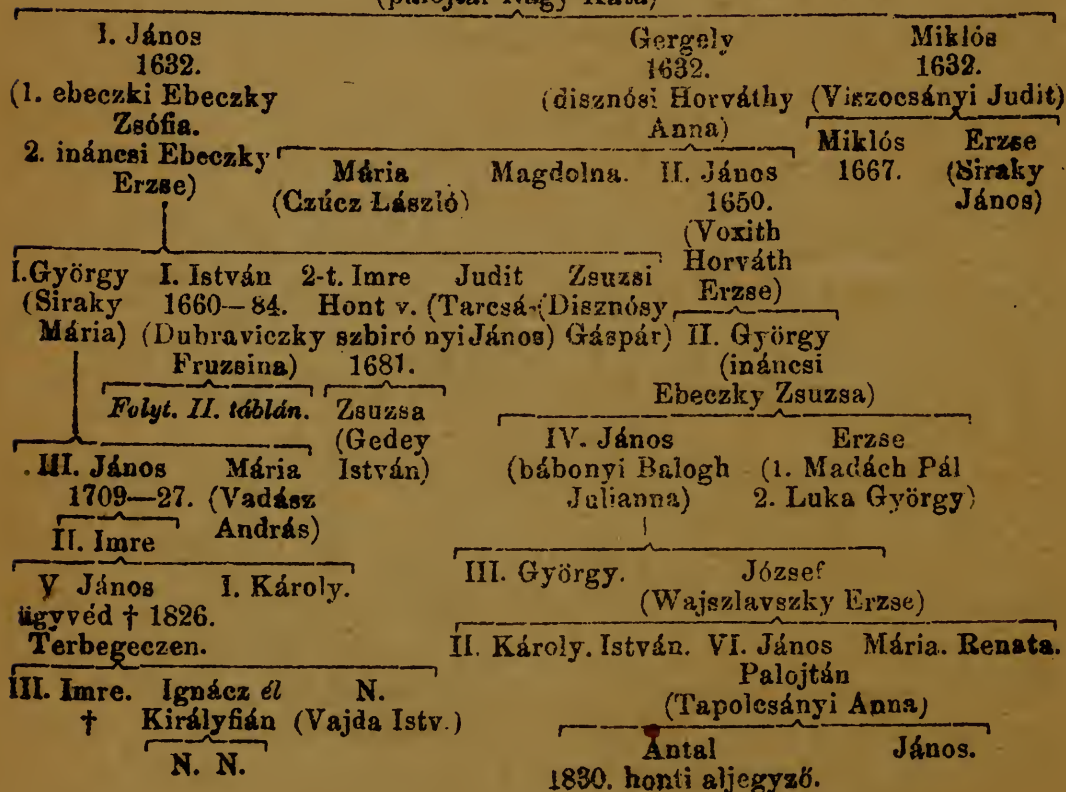 (palojtai Nagy Kata)
I. János Gergely Miklós
1632. 1632. 1632.
(1. ebeczki Ebeczky (disznósi Horváthy (Viszocsányi Judit)
Zsófia. Anna) Miklós Erzse
2. ináncsi Ebeczky Mária Magdolna. II. János 1667. (Siraky
Erzse) (Czúcz László) 1650. János)
(Voxith
I. György I. István 2-t. Imre Judit Zsuzsi Horváth
(Siraky 1660—84. Hont v. (Tarcsá- (Disznósy Erzse)
Mária) (Dubraviczky szbiró nyi János) Gáspár) II. György
Fruzsina) 1681. (ináncsi
Folyt. II. táblán. Zsuzsa Ebeczky Zsuzsa)
(Gedey IV. János Erzse
III. János Mária István) (bábonyi Balogh (1. Madách Pál
1709—27. (Vadász Julianna) 2. Luka György)
II. Imre András)
V János I. Károly. III. György. József
ügyvéd † 1826. (Wajszlavszky Erzse)
Terbegeczen. II. Károly. István. VI. János Mária. Renata.
III. Imre. Ignácz él N. Palojtán
† Királyfián (Vajda Istv.) (Tapolcsányi Anna)
N. N. Antal János.
1830. honti aljegyző.